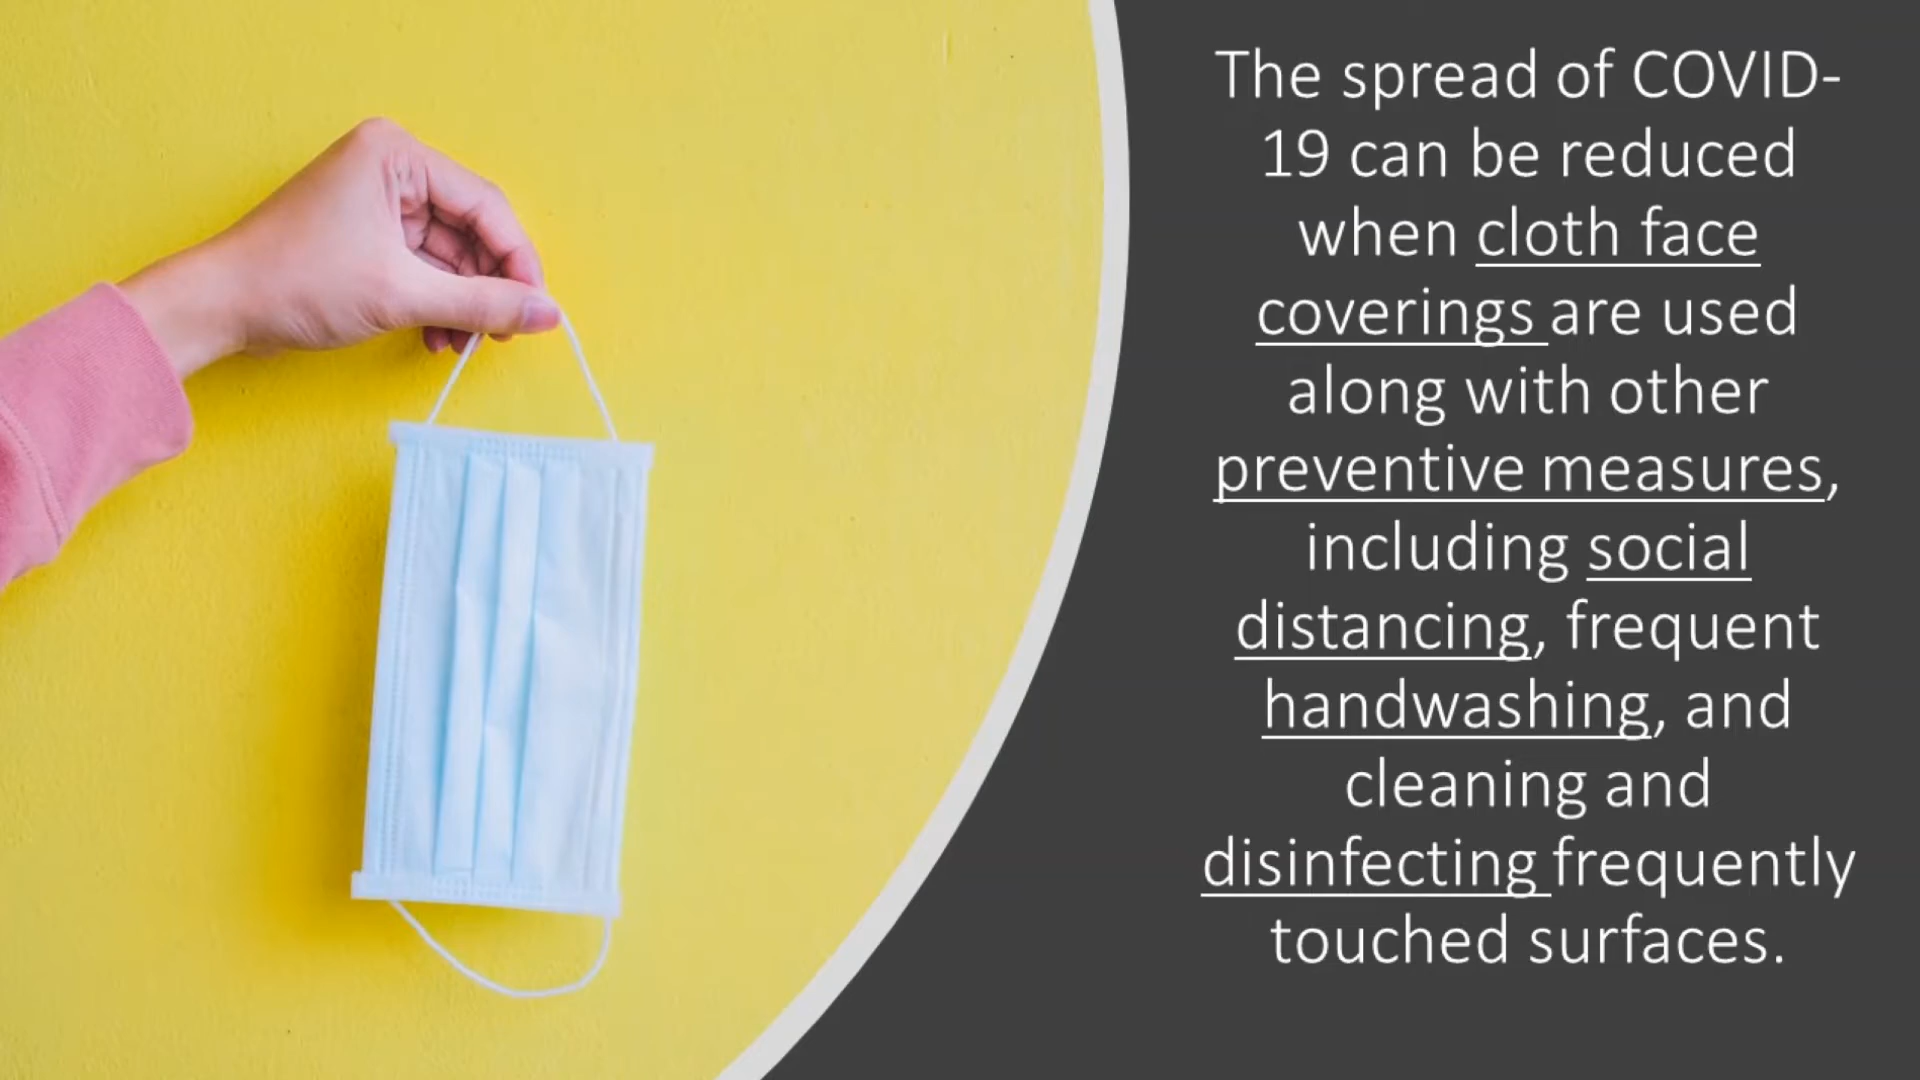 The spread of COVID-
19 can be reduced
when cloth face
coverings are used
along with other
preventive measures,
including social
distancing, frequent
handwashing, and
cleaning and
disinfecting frequently
touched surfaces.